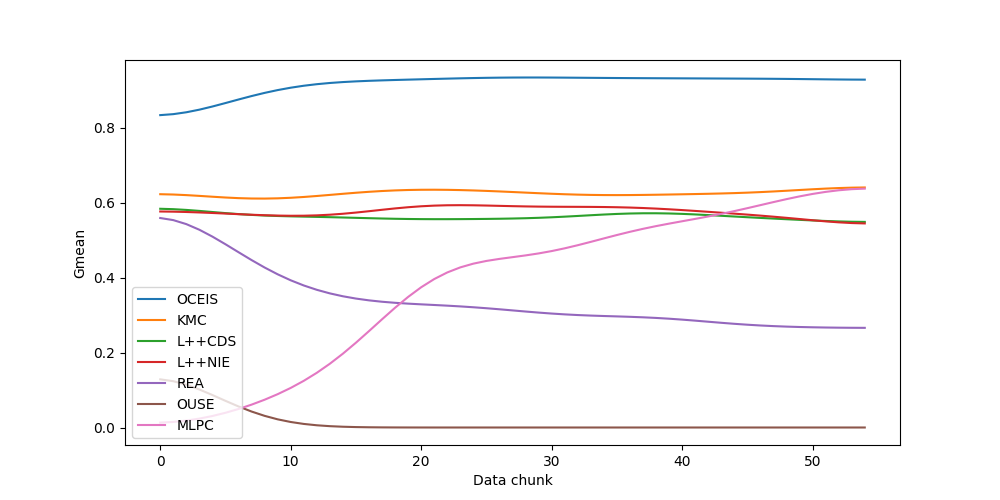 Gmean
0.8
0.6
0.4
0.2
0.0
OCEIS
KMC
L++CDS
L++NIE
REA
OUSE
MLPC
0 10 20 30 40 50
Data chunk